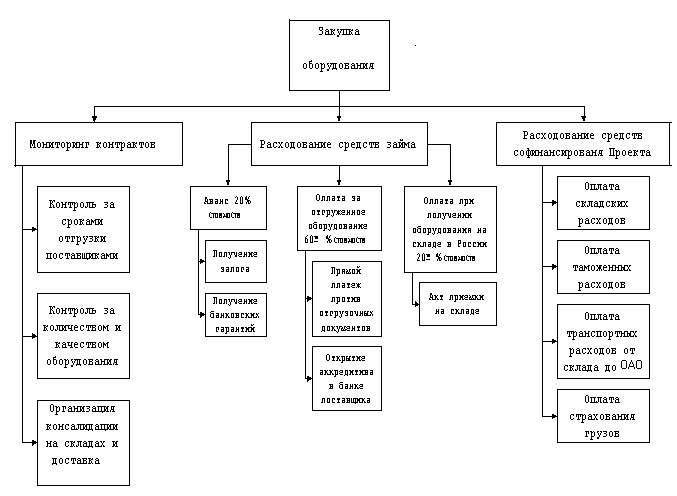 Закупка
оборудования
Мониторинг контрактов
Расходование средств займа
Расходование средств
софинансированя Проекта
Контроль за
сроками
отгрузки
поставщиками
Контроль за
количеством и
качеством
оборудования
Организация
консалидации
на складах и
доставка
Аванс 20%
стоимости
Получение
залога
Получение
банковских
гарантий
Оплата за
отгруженное
оборудование
60% стоимости
Прямой
платеж
против
отгрузочных
документов
Открытие
аккредитива
в банке
поставщика
Оплата при
получении
оборудования на
складе в России
20% стоимости
Акт приемки
на складе
Оплата
складских
расходов
Оплата
таможенных
расходов
Оплата
транспортных
расходов от
склада до ОАО
Оплата
страхования
грузов